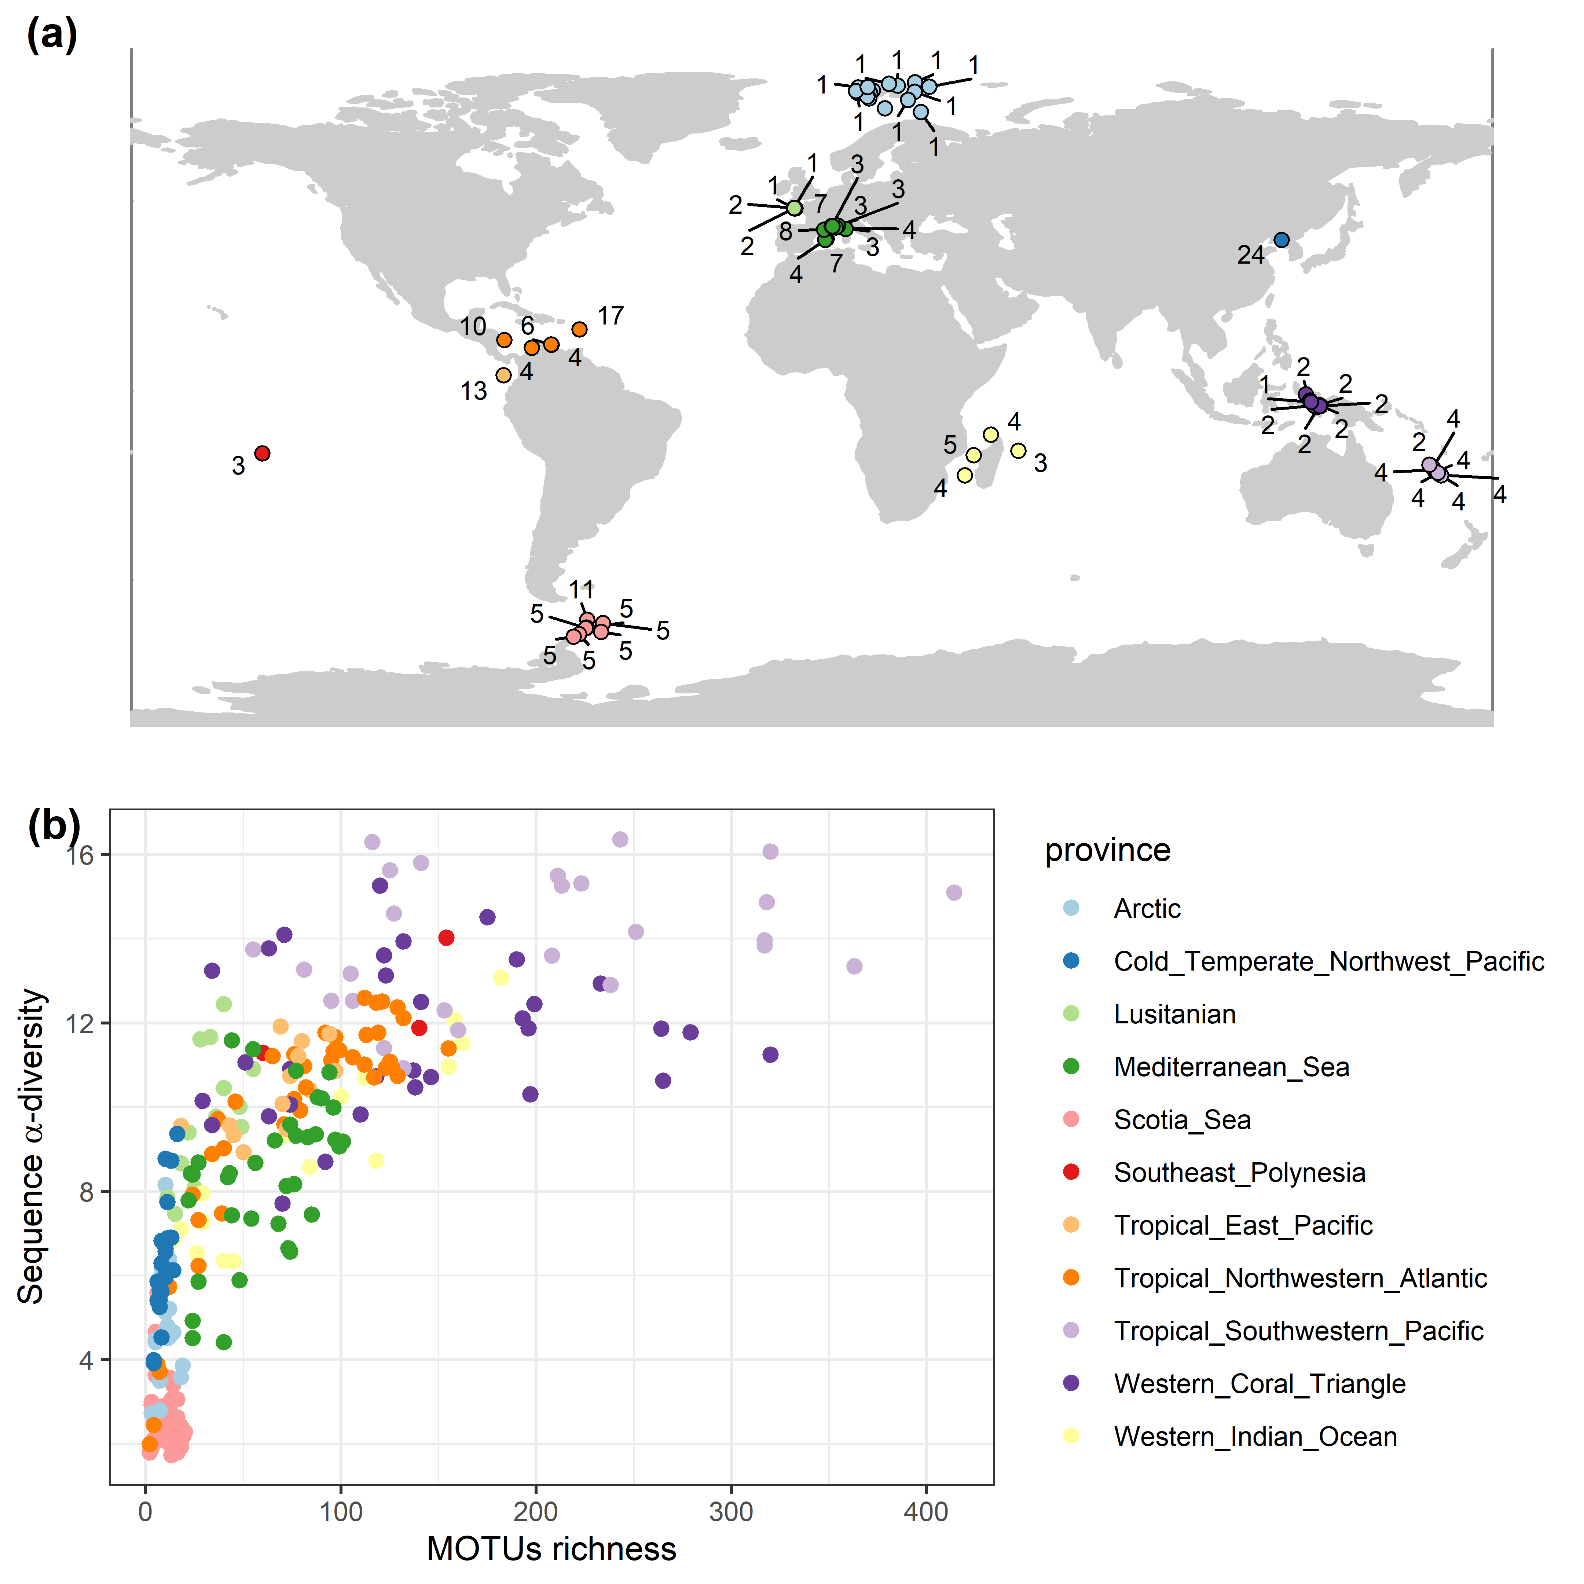 (a)
1 1 1 1
1
1 1 1
1
1 3
1 3
2 7 3
8 4
2 3
4 7
24
10 6 17
4
4
13
2
1 2
2
2 2
2
4
2
4 4
4 4 4
4
5
3
4
3
11
5 5
5
5 5 5
(b)
16
12
8
4
0 100 200 300 400
Sequence α-diversity
MOTUs richness
province
Arctic
Cold_Temperate_Northwest_Pacific
Lusitanian
Mediterranean_Sea
Scotia_Sea
Southeast_Polynesia
Tropical_East_Pacific
Tropical_Northwestern_Atlantic
Tropical_Southwestern_Pacific
Western_Coral_Triangle
Western_Indian_Ocean